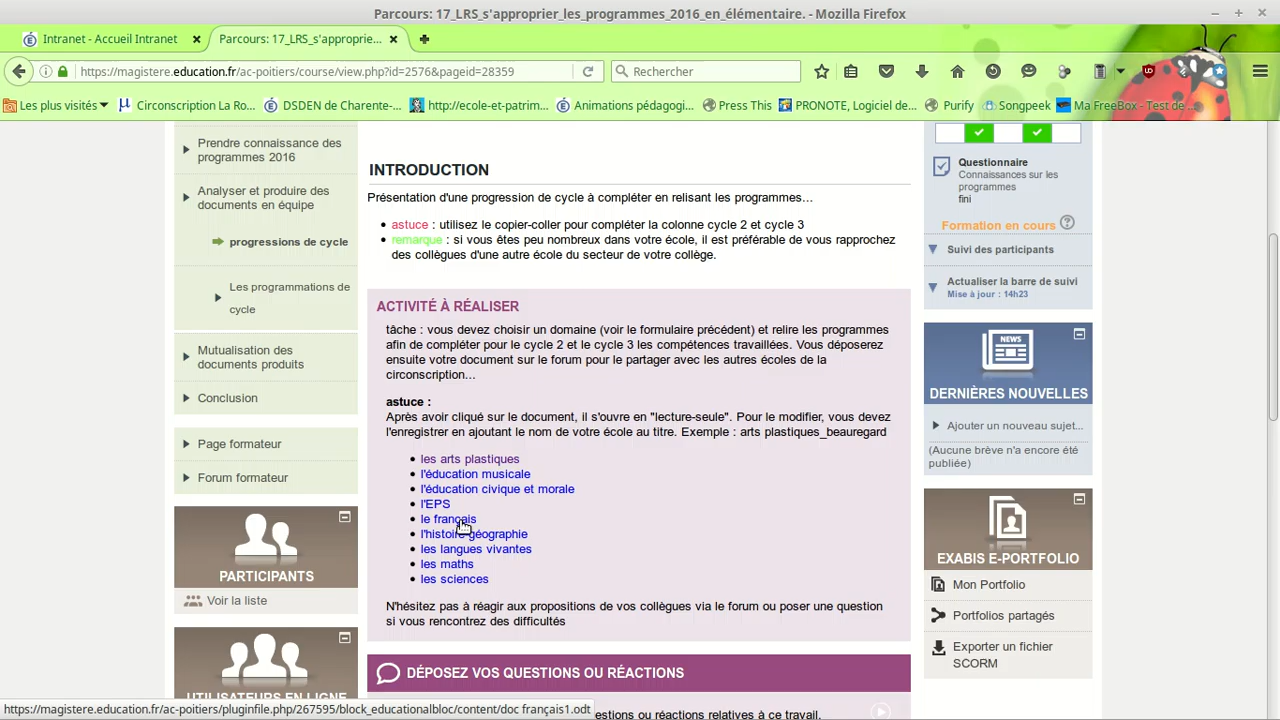 Parcours: 17_LRS_s'approprier_les_programmes_2016_en_élémentaire. - Mozilla Firefox
Intranet - Accueil Intranet
Parcours: 17_LRS_s'approprie...
https://magistere.education.fr/ac-poitiers/course/view.php?id=2576&pageid=28359
Rechercher
Les plus visités
Circonscription La Ro...
DSDEN de Charente-...
http://ecole-et-patrim...
Animations pédagogi...
Press This
PRONOTE, Logiciel de...
Purify
Songpeek
Ma FreeBox - Test de ...
Prendre connaissance des
programmes 2016
Analyser et produire des
documents en équipe
progressions de cycle
Les programmations de
cycle
Mutualisation des
documents produits
Conclusion
Page formateur
Forum formateur
PARTICIPANTS
Voir la liste
UTILISATEURS EN LIGNE
INTRODUCTION
Présentation d'une progression de cycle à compléter en relisant les programmes...
astuce : utilisez le copier-coller pour compléter la colonne cycle 2 et cycle 3
remarque : si vous êtes peu nombreux dans votre école, il est préférable de vous rapprochez
des collègues d'une autre école du secteur de votre collège.
ACTIVITÉ À RÉALISER
tâche : vous devez choisir un domaine (voir le formulaire précédent) et relire les programmes
afin de compléter pour le cycle 2 et le cycle 3 les compétences travaillées. Vous déposerez
ensuite votre document sur le forum pour le partager avec les autres écoles de la
circonscription...
astuce :
Après avoir cliqué sur le document, il s'ouvre en "lecture-seule". Pour le modifier, vous devez
l'enregistrer en ajoutant le nom de votre école au titre. Exemple : arts plastiques_beauregard
les arts plastiques
l'éducation musicale
l'éducation civique et morale
l'EPS
le français
l'histoire géographie
les langues vivantes
les maths
les sciences
N'hésitez pas à réagir aux propositions de vos collègues via le forum ou poser une question
si vous rencontrez des difficultés
DÉPOSEZ VOS QUESTIONS OU RÉACTIONS
estions ou réactions relatives à ce travail.
Questionnaire
Connaissances sur les
programmes
fini
Formation en cours
Suivi des participants
Actualiser la barre de suivi
Mise à jour : 14h23
NEWS
DERNIÈRES NOUVELLES
Ajouter un nouveau sujet...
(Aucune brève n'a encore été
publiée)
EXABIS E-PORTFOLIO
Mon Portfolio
Portfolios partagés
Exporter un fichier
SCORM
https://magistere.education.fr/ac-poitiers/pluginfile.php/267595/block_educationalbloc/content/doc français1.odt